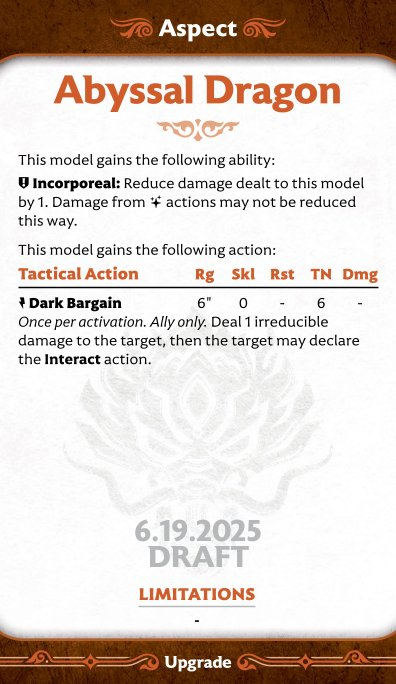 Aspect
Abyssal Dragon
This model gains the following ability:
Incorporeal: Reduce damage dealt to this model
by 1. Damage from actions may not be reduced
this way.
This model gains the following action:
Tactical Action Rg Skl Rst TN Dmg
Dark Bargain 6" 0 - 6 -
Once per activation. Ally only. Deal 1 irreducible
damage to the target, then the target may declare
the Interact action.
6.19.2025
DRAFT
LIMITATIONS
-
Upgrade